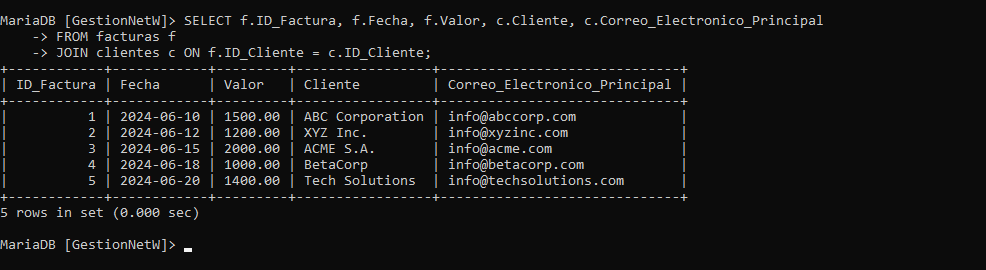 MariaDB [GestionNetW]> SELECT f.ID_Factura, f.Fecha, f.Valor, c.Cliente, c.Correo_Electronico_Principal
    -> FROM facturas f
    -> JOIN clientes c ON f.ID_Cliente = c.ID_Cliente;
+------------+------------+---------+-----------------+------------------------------+
| ID_Factura | Fecha      | Valor   | Cliente         | Correo_Electronico_Principal |
+------------+------------+---------+-----------------+------------------------------+
|          1 | 2024-06-10 | 1500.00 | ABC Corporation | info@abccorp.com             |
|          2 | 2024-06-12 | 1200.00 | XYZ Inc.        | info@xyzinc.com              |
|          3 | 2024-06-15 | 2000.00 | ACME S.A.       | info@acme.com                |
|          4 | 2024-06-18 | 1000.00 | BetaCorp        | info@betacorp.com            |
|          5 | 2024-06-20 | 1400.00 | Tech Solutions  | info@techsolutions.com       |
+------------+------------+---------+-----------------+------------------------------+
5 rows in set (0.000 sec)
MariaDB [GestionNetW]>